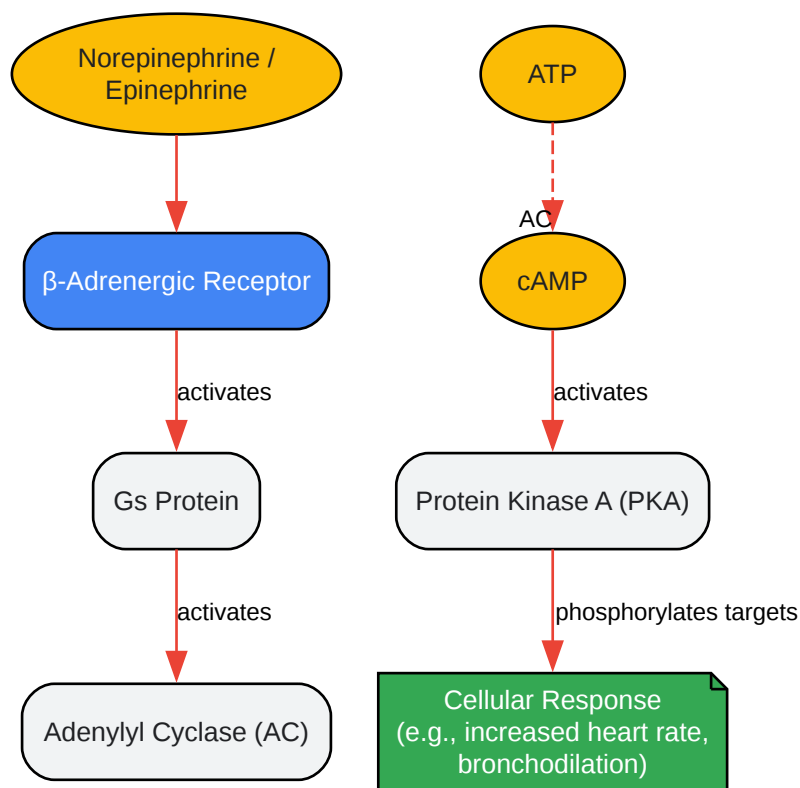 Norepinephrine /
Epinephrine
β-Adrenergic Receptor
activates
Gs Protein
activates
Adenylyl Cyclase (AC)
ATP
AC
cAMP
activates
Protein Kinase A (PKA)
phosphorylates targets
Cellular Response
(e.g., increased heart rate,
bronchodilation)